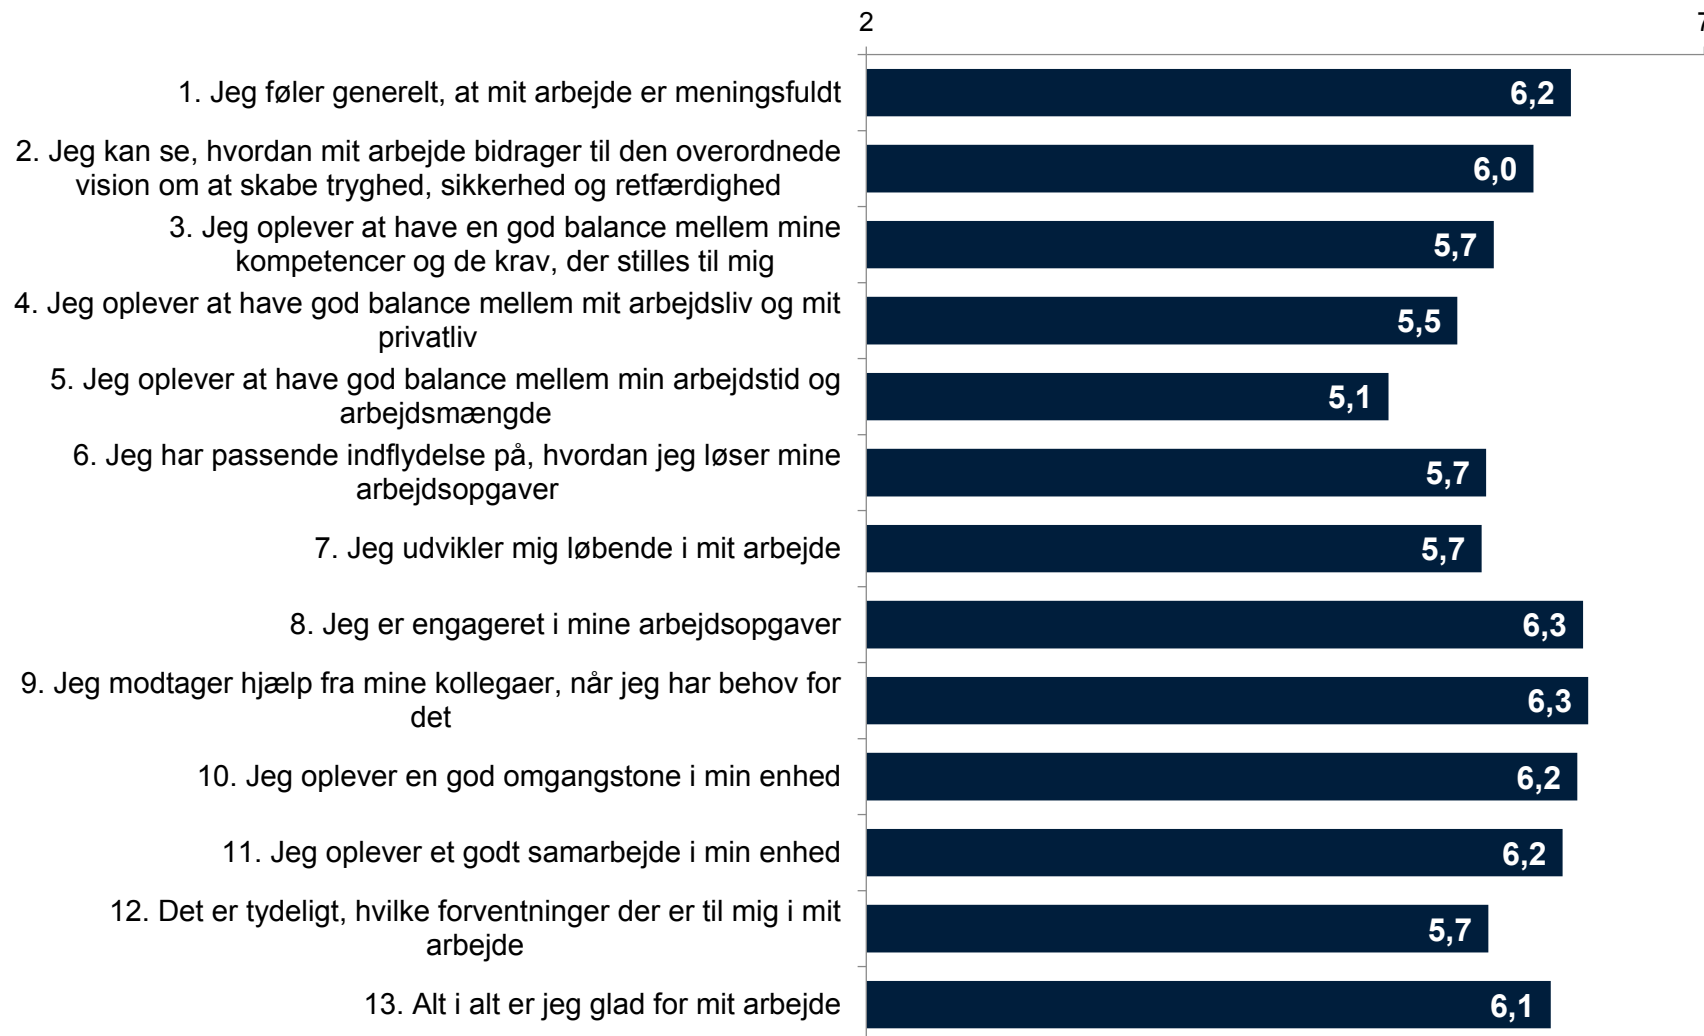 2
7
1. Jeg føler generelt, at mit arbejde er meningsfuldt
6,2
2. Jeg kan se, hvordan mit arbejde bidrager til den overordnede
vision om at skabe tryghed, sikkerhed og retfærdighed
6,0
3. Jeg oplever at have en god balance mellem mine
kompetencer og de krav, der stilles til mig
5,7
4. Jeg oplever at have god balance mellem mit arbejdsliv og mit
privatliv
5,5
5. Jeg oplever at have god balance mellem min arbejdstid og
arbejdsmængde
5,1
6. Jeg har passende indflydelse på, hvordan jeg løser mine
arbejdsopgaver
5,7
7. Jeg udvikler mig løbende i mit arbejde
5,7
8. Jeg er engageret i mine arbejdsopgaver
6,3
9. Jeg modtager hjælp fra mine kollegaer, når jeg har behov for
det
6,3
10. Jeg oplever en god omgangstone i min enhed
6,2
11. Jeg oplever et godt samarbejde i min enhed
6,2
12. Det er tydeligt, hvilke forventninger der er til mig i mit
arbejde
5,7
13. Alt i alt er jeg glad for mit arbejde
6,1